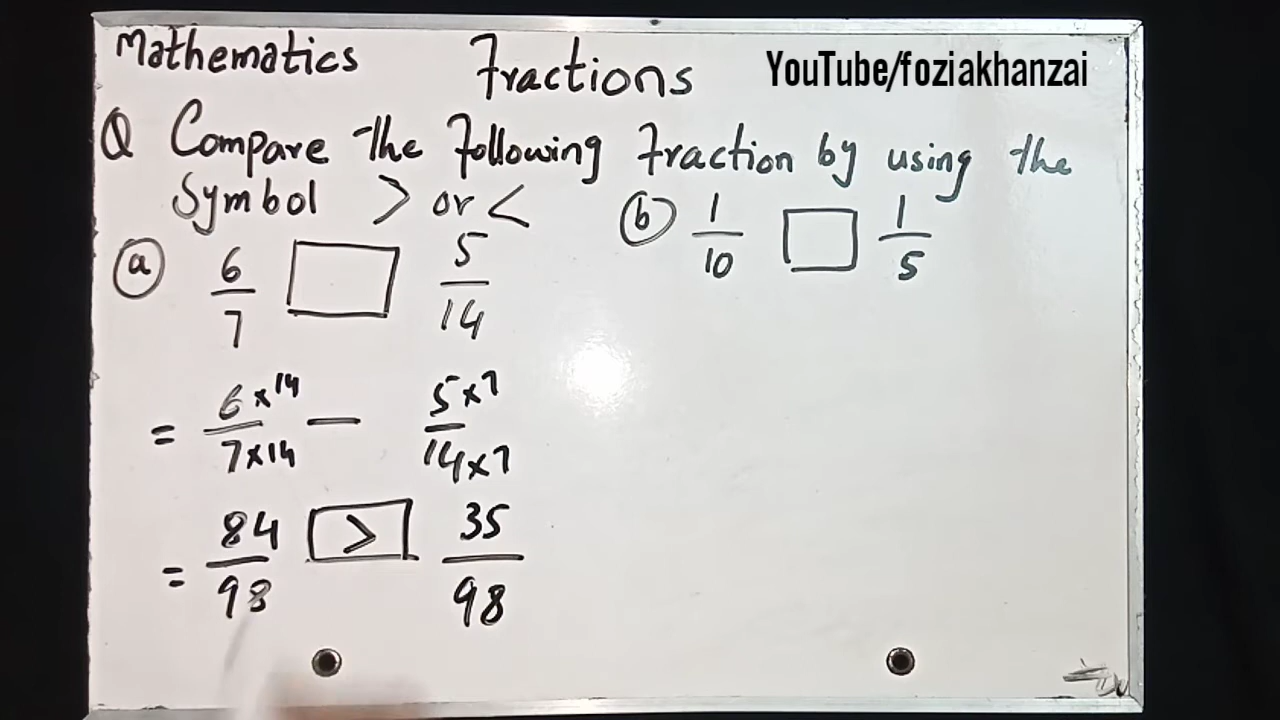 Mathematics Fractions YouTube/foziakhanzai
Q Compare the following fraction by using the
symbol > or <
(a) 6/7 □ 5/14
(b) 1/10 □ 1/5
= 6×14/7×14 — 5×7/14×7
= 84/98 > 35/98